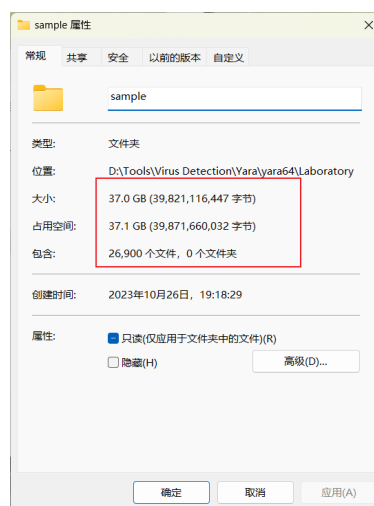 sample 属性
常规 共享 安全 以前的版本 自定义
sample
类型: 文件夹
位置: D:\Tools\Virus Detection\Yara\yara64\Laboratory
大小: 37.0 GB (39,821,116,447 字节)
占用空间: 37.1 GB (39,871,660,032 字节)
包含: 26,900 个文件，0 个文件夹
创建时间: 2023年10月26日，19:18:29
属性: 只读(仅应用于文件夹中的文件)(R)
隐藏(H) 高级(D)...
确定 取消 应用(A)